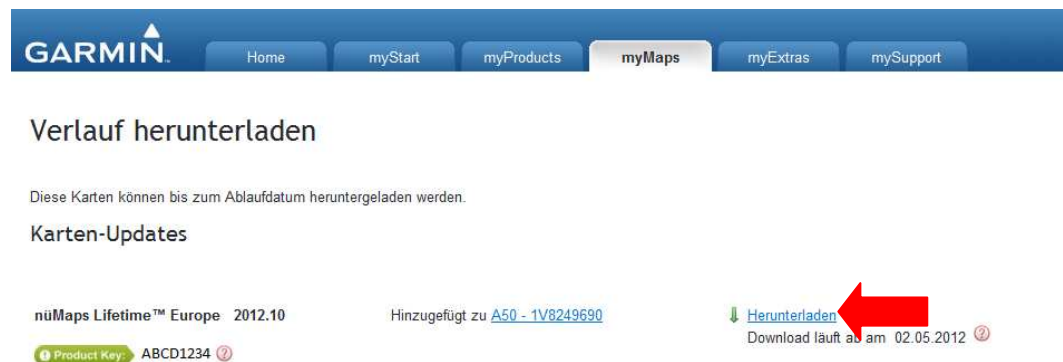 GARMIN
Home myStart myProducts myMaps myExtras mySupport
Verlauf herunterladen
Diese Karten können bis zum Ablaufdatum heruntergeladen werden.
Karten-Updates
nüMaps Lifetime™ Europe 2012.10 Hinzugefügt zu A50 - 1V8249690 Herunterladen
Download läuft ab am 02.05.2012 ?
! Product Key: ABCD1234 ?